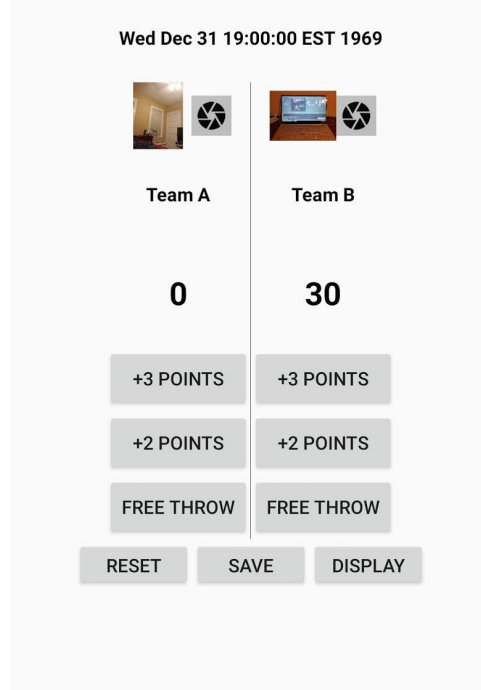 Wed Dec 31 19:00:00 EST 1969
Team A Team B
0 30
+3 POINTS +3 POINTS
+2 POINTS +2 POINTS
FREE THROW FREE THROW
RESET SAVE DISPLAY